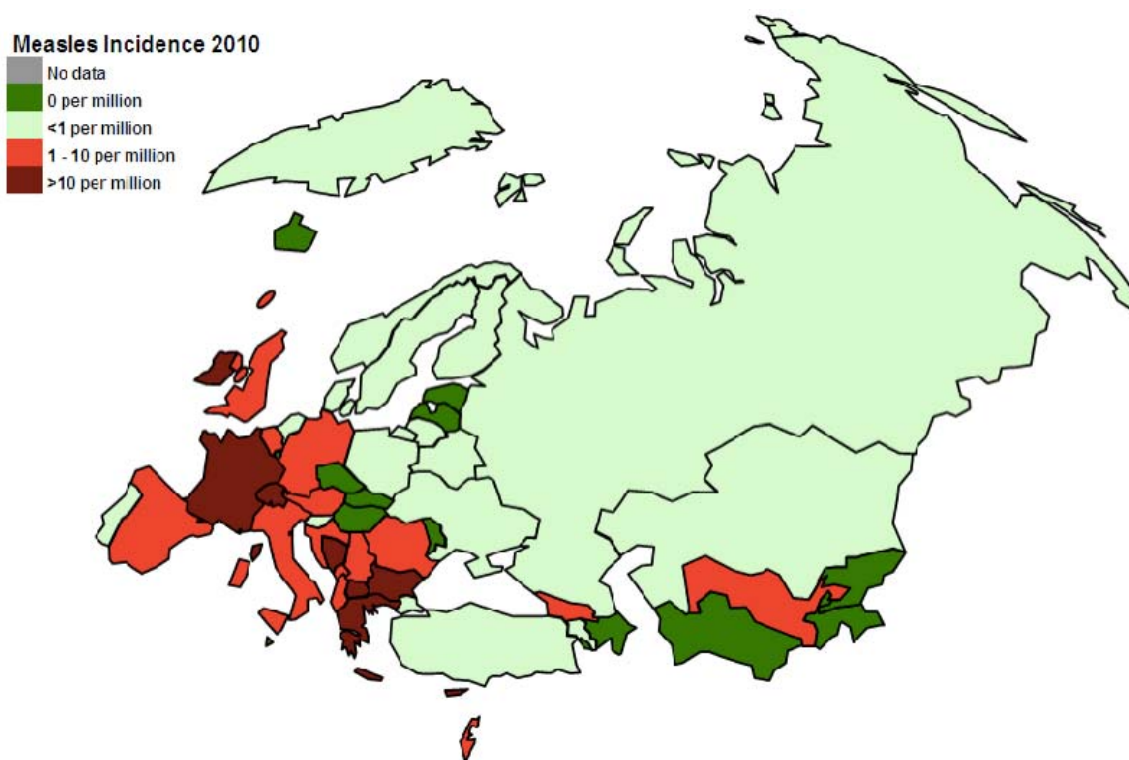 Measles Incidence 2010
No data
0 per million
<1 per million
1 - 10 per million
>10 per million